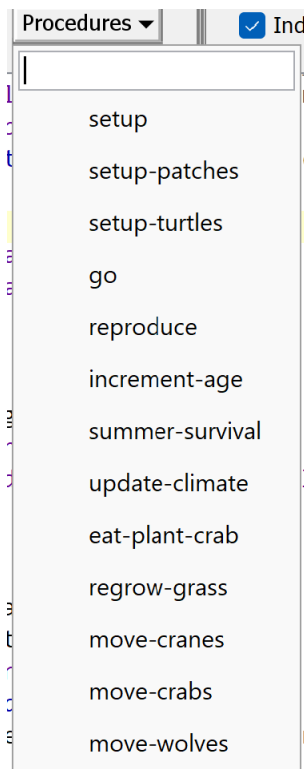 Procedures
Ind
setup
setup-patches
setup-turtles
go
reproduce
increment-age
summer-survival
update-climate
eat-plant-crab
regrow-grass
move-cranes
move-crabs
move-wolves